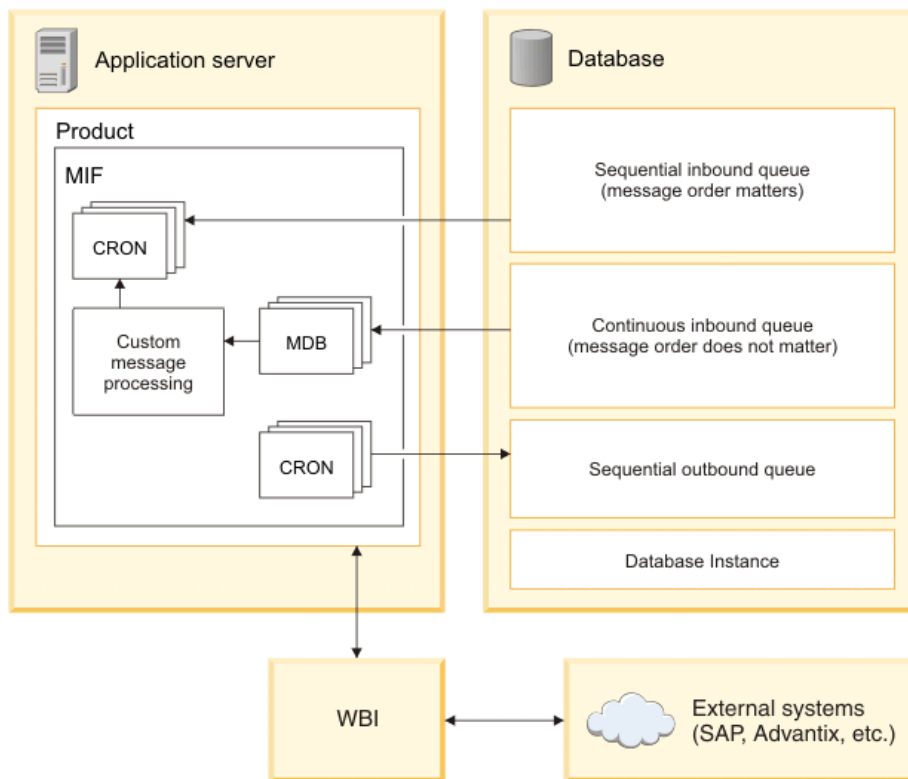 Application server
Product
MIF
CRON
Custom
message
processing
MDB
CRON
Database
Sequential inbound queue
(message order matters)
Continuous inbound queue
(message order does not matter)
Sequential outbound queue
Database Instance
WBI
External systems
(SAP, Advantix, etc.)